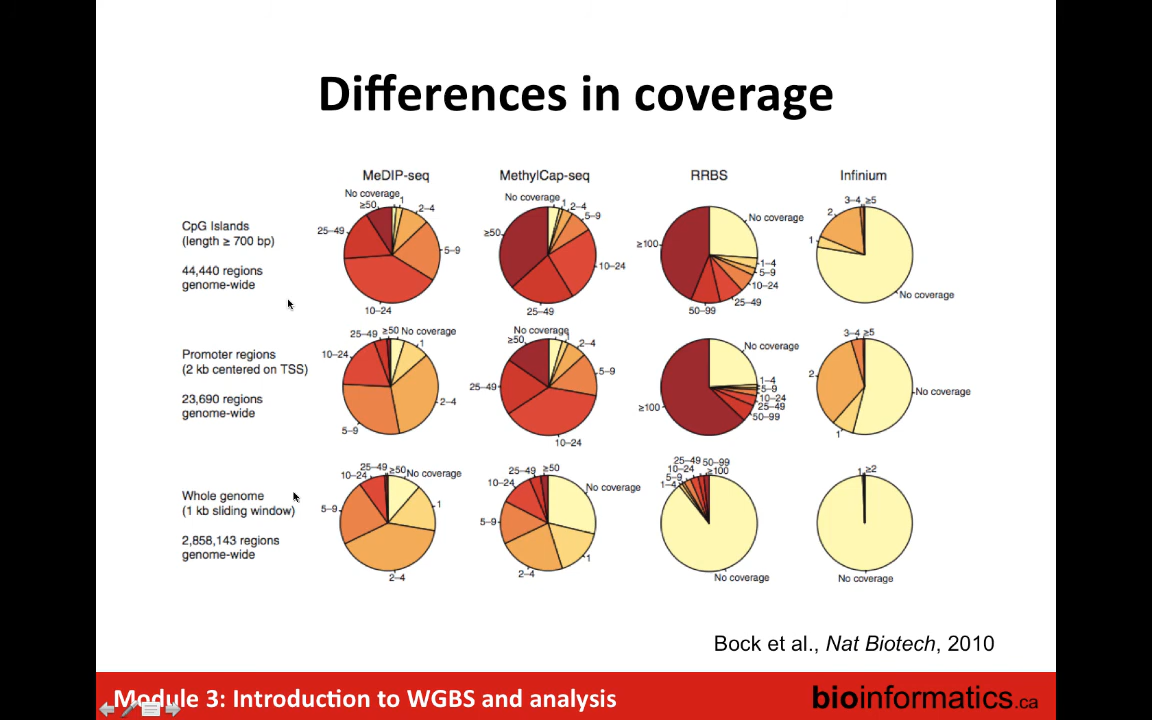 Differences in coverage
MeDIP-seq
MethylCap-seq
RRBS
Infinium
CpG Islands
(length ≥ 700 bp)
44,440 regions
genome-wide
No coverage
1
2–4
5–9
10–24
25–49
≥50
No coverage
1
2–4
5–9
10–24
25–49
≥50
No coverage
1–4
5–9
10–24
25–49
50–99
≥100
No coverage
1
2
3–4
≥5
Promoter regions
(2 kb centered on TSS)
23,690 regions
genome-wide
No coverage
1
2–4
5–9
10–24
25–49
≥50
No coverage
1
2–4
5–9
10–24
25–49
≥50
No coverage
1–4
5–9
10–24
25–49
50–99
≥100
No coverage
1
2
3–4
≥5
Whole genome
(1 kb sliding window)
2,858,143 regions
genome-wide
No coverage
1
2–4
5–9
10–24
25–49
≥50
No coverage
1
2–4
5–9
10–24
25–49
≥50
No coverage
1–4
5–9
10–24
25–49
50–99
≥100
No coverage
1
≥2
Bock et al., Nat Biotech, 2010
Module 3: Introduction to WGBS and analysis
bioinformatics.ca